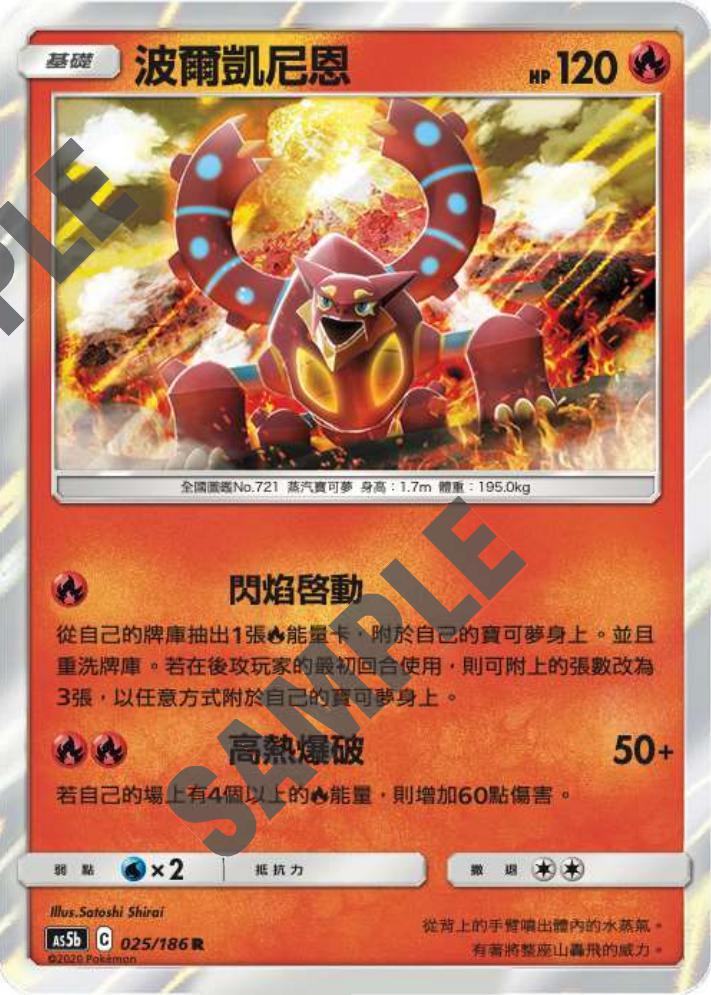 基礎 波爾凱尼恩 HP 120
全國圖鑑No.721 蒸汽寶可夢 身高：1.7m 體重：195.0kg
閃焰啓動
從自己的牌庫抽出1張能量卡，附於自己的寶可夢身上。並且
重洗牌庫。若在後攻玩家的最初回合使用，則可附上的張數改為
3張，以任意方式附於自己的寶可夢身上。
高熱爆破 50+
若自己的場上有4個以上的能量，則增加60點傷害。
弱點 ×2 抵抗力 撤退
Illus.Satoshi Shirai
從背上的手臂噴出體內的水蒸氣。
AS5b C 025/186 R
有著將整座山轟飛的威力。
©2020 Pokémon
SAMPLE
PLE